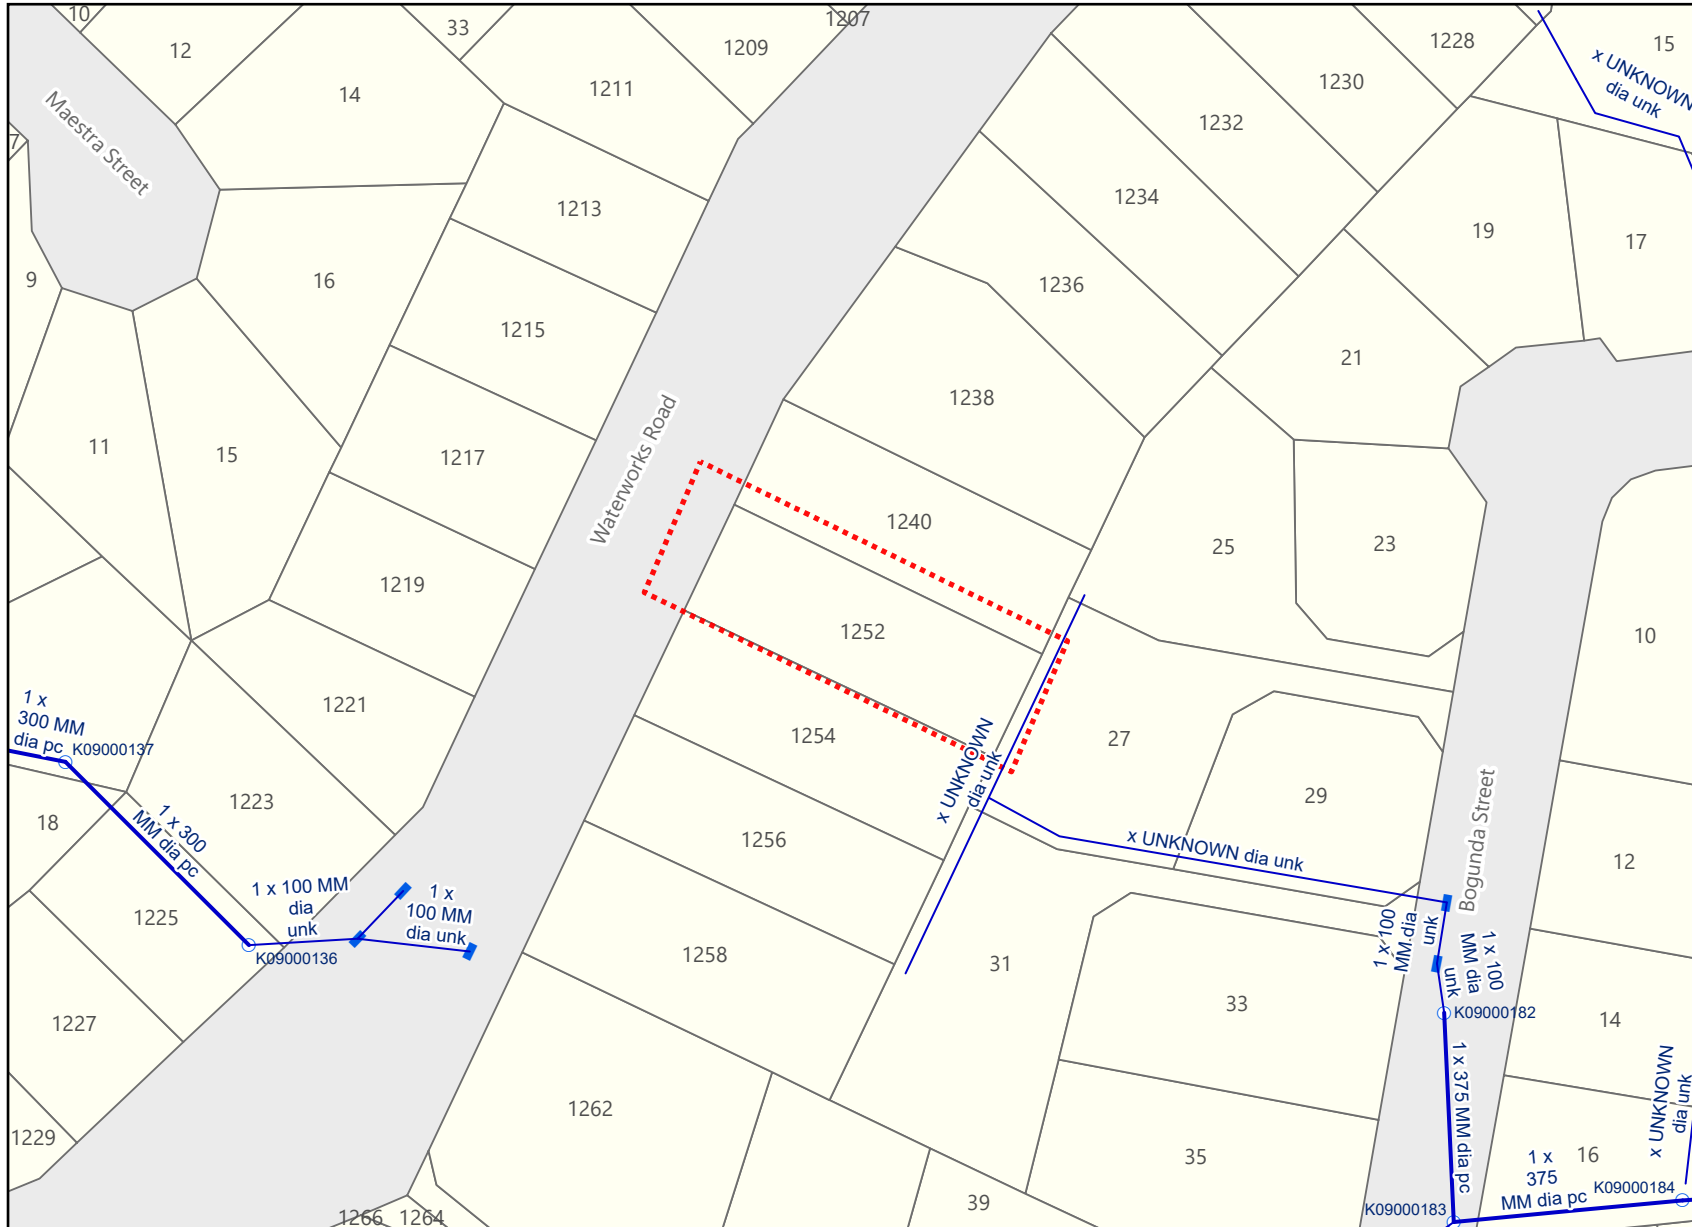 10
33
1207
12
1209
1228
15
14
1211
1230
x UNKNOWN
dia unk
Maestra Street
1232
7
1213
1234
19
17
9
16
1236
1215
21
1238
11
15
1217
Waterworks Road
1240
25
23
1219
1252
10
1221
1 x
300 MM
dia pc
K09000137
1254
27
x UNKNOWN
dia unk
18
1223
1 x 300
MM dia pc
1256
29
Bogunda Street
x UNKNOWN dia unk
12
1 x 100 MM
dia
unk
1 x
100 MM
dia unk
1225
K09000136
1258
31
1 x 100
MM dia
unk
1 x 100
MM dia
unk
33
K09000182
14
1227
1 x 375 MM dia pc
1262
1229
35
16
x UNKNOWN
dia unk
1 x
375
MM dia pc
K09000184
39
K09000183
1266
1264